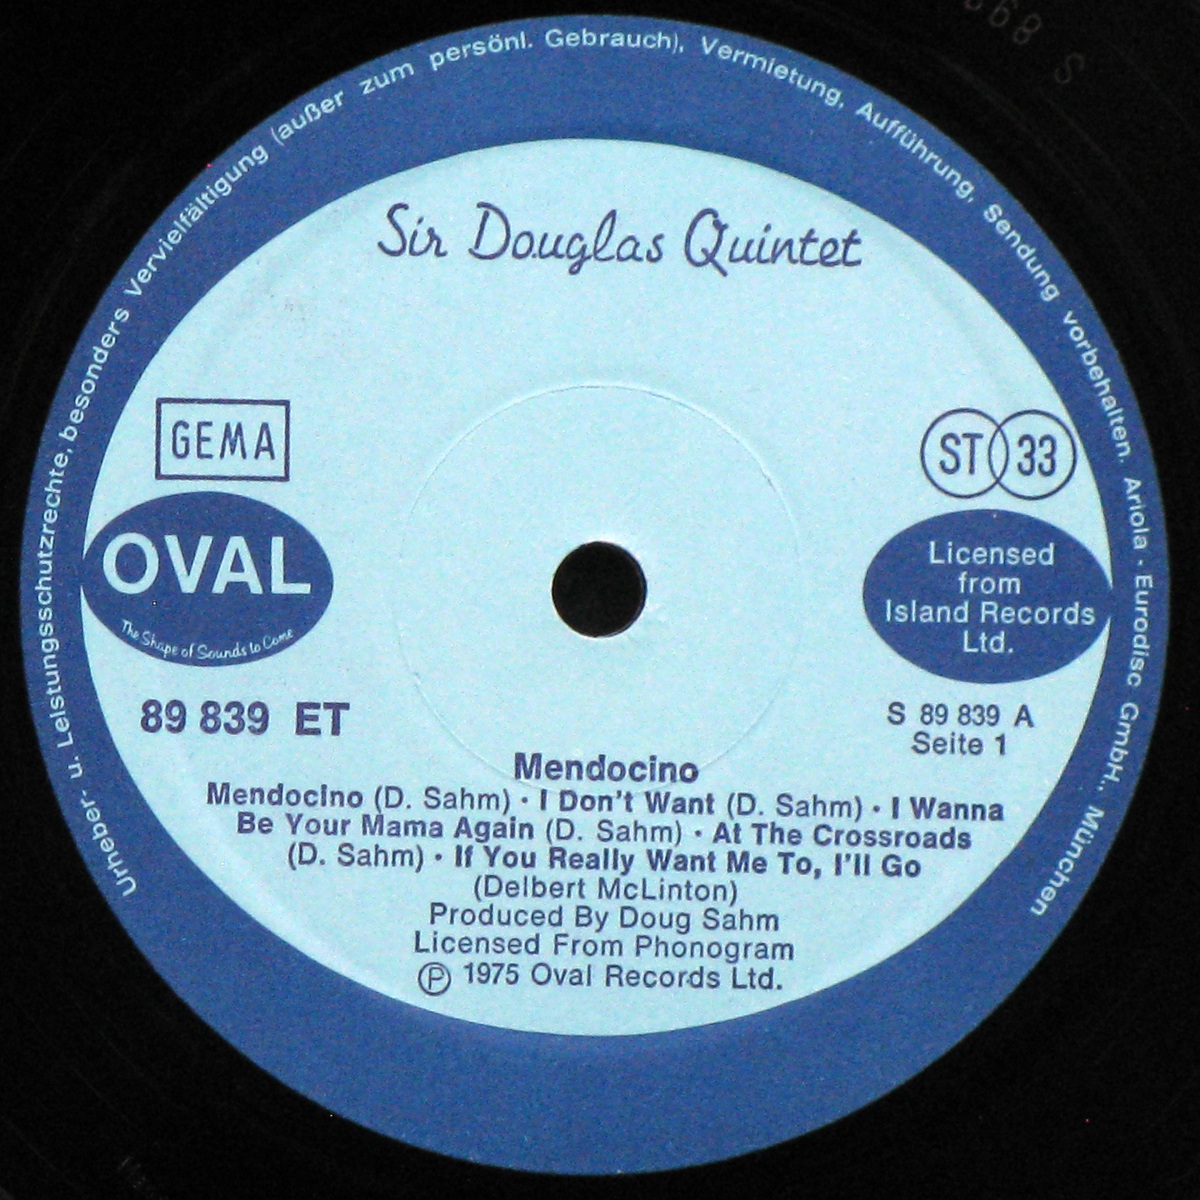 Urheber- u. Leistungsschutzrechte, besonders Vervielfältigung (außer zum persönl. Gebrauch), Vermietung, Aufführung, Sendung vorbehalten. Ariola · Eurodisc GmbH., München
Sir Douglas Quintet
GEMA
ST 33
OVAL
The Shape of Sounds to Come
Licensed
from
Island Records
Ltd.
89 839 ET
S 89 839 A
Seite 1
Mendocino
Mendocino (D. Sahm) · I Don't Want (D. Sahm) · I Wanna
Be Your Mama Again (D. Sahm) · At The Crossroads
(D. Sahm) · If You Really Want Me To, I'll Go
(Delbert McLinton)
Produced By Doug Sahm
Licensed From Phonogram
Ⓟ 1975 Oval Records Ltd.